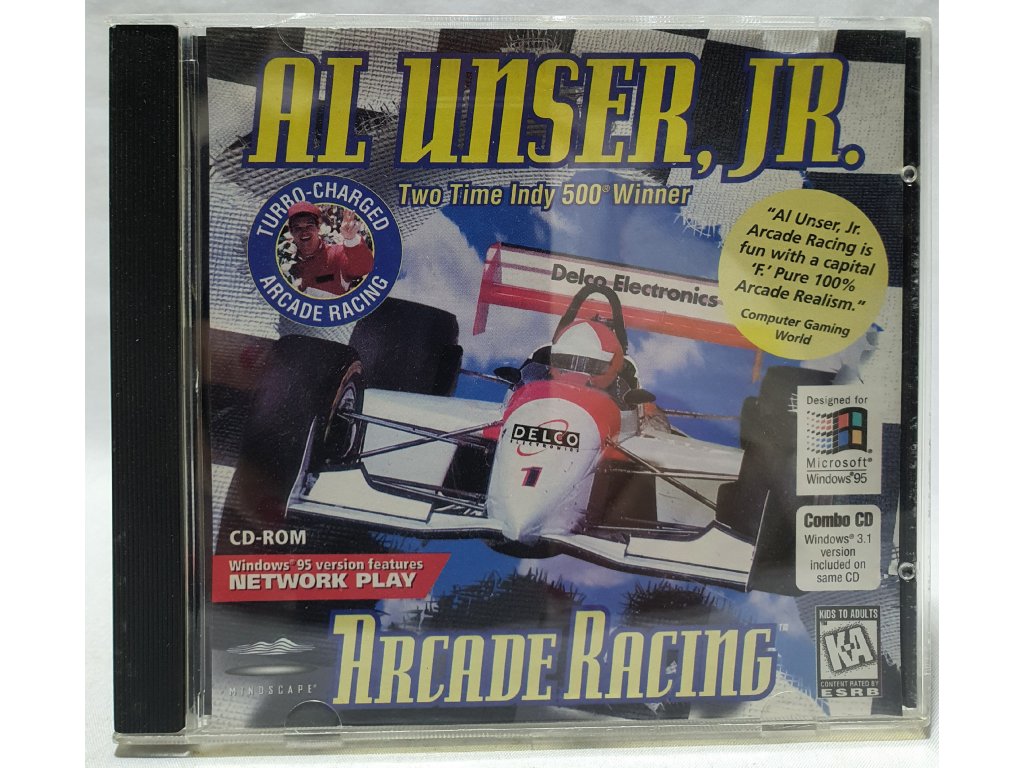 AL UNSER, JR.
Two Time Indy 500® Winner
TURBO-CHARGED
ARCADE RACING
"Al Unser, Jr.
Arcade Racing is
fun with a capital
'F.' Pure 100%
Arcade Realism."
Computer Gaming
World
Delco Electronics
DELCO
ELECTRONICS
1
Designed for
Microsoft®
Windows®95
Combo CD
Windows® 3.1
version
included on
same CD
CD-ROM
Windows® 95 version features
NETWORK PLAY
MINDSCAPE®
ARCADE RACING™
KIDS TO ADULTS
K-A
CONTENT RATED BY
ESRB